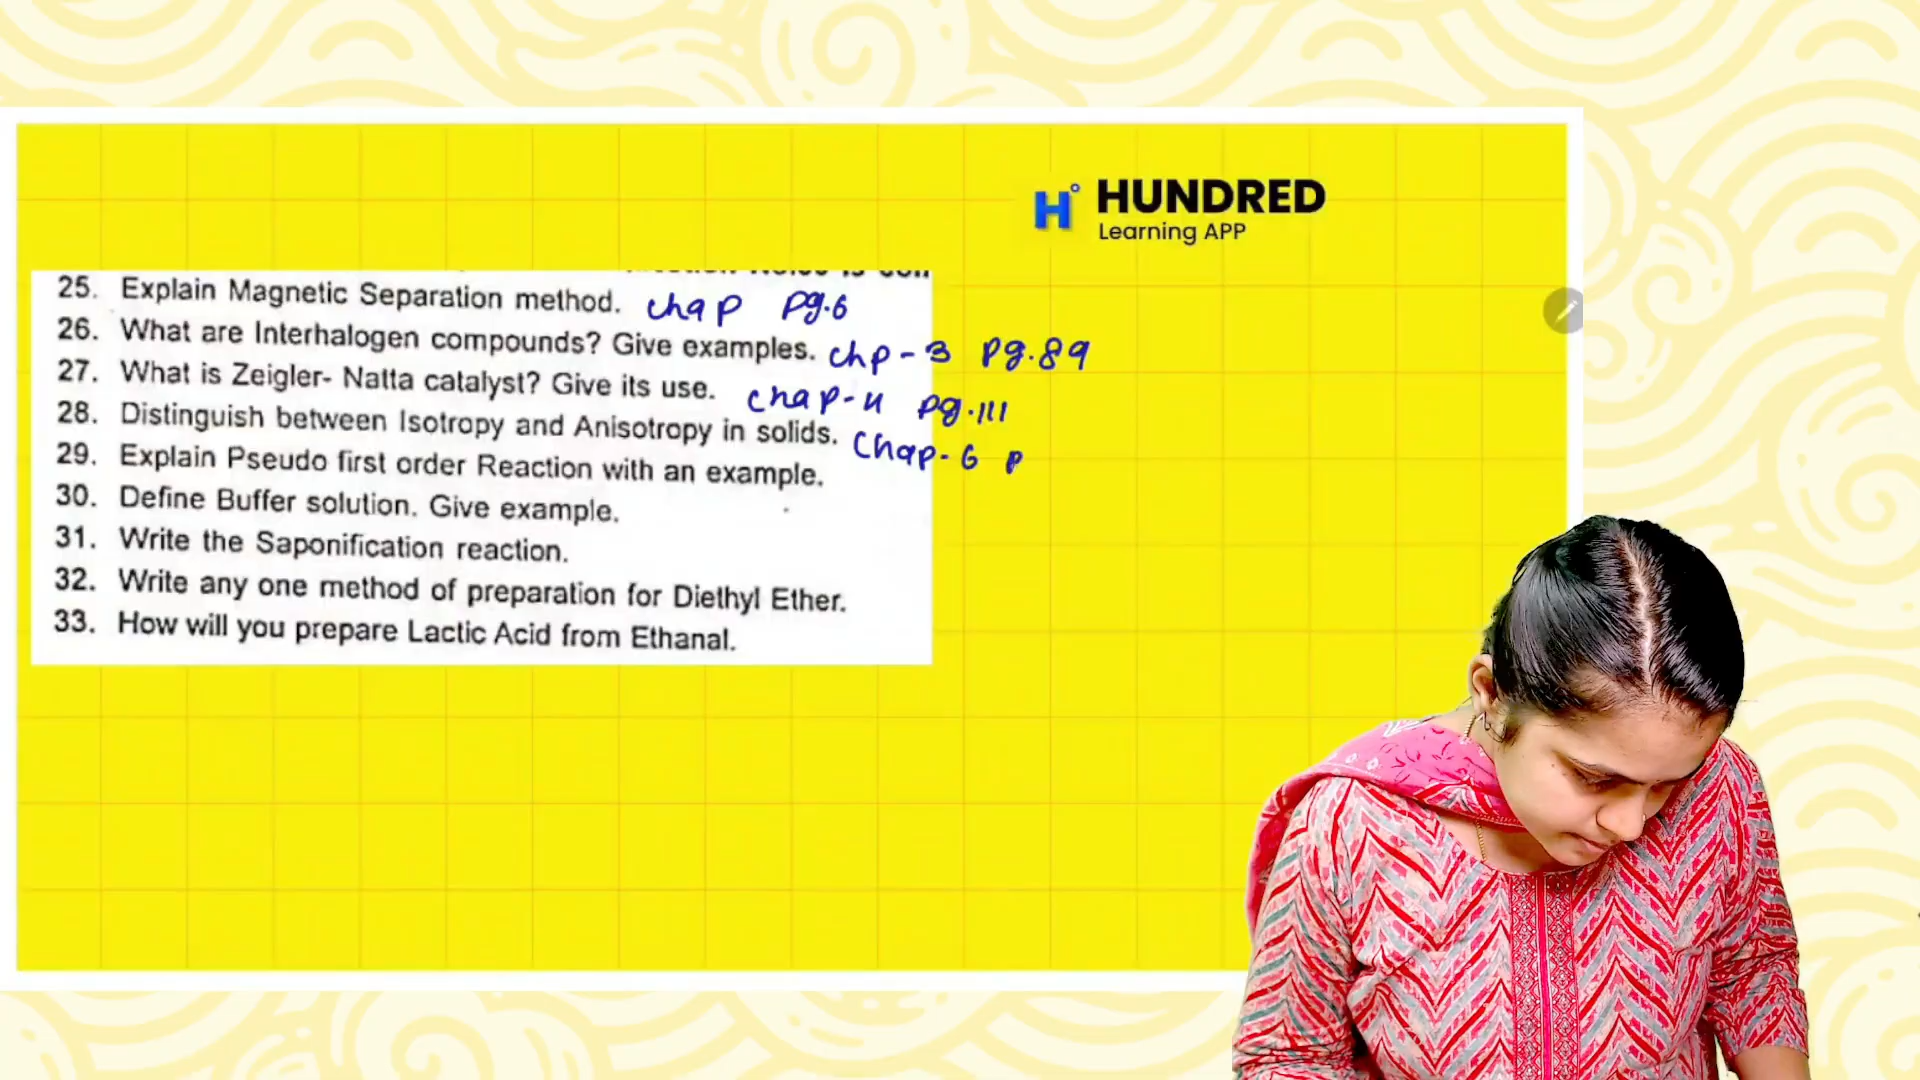 H° HUNDRED
Learning APP
25. Explain Magnetic Separation method. chap pg.6
26. What are Interhalogen compounds? Give examples. chp-3 pg.89
27. What is Zeigler- Natta catalyst? Give its use. chap-4 pg.111
28. Distinguish between Isotropy and Anisotropy in solids. Chap-6 p
29. Explain Pseudo first order Reaction with an example.
30. Define Buffer solution. Give example.
31. Write the Saponification reaction.
32. Write any one method of preparation for Diethyl Ether.
33. How will you prepare Lactic Acid from Ethanal.